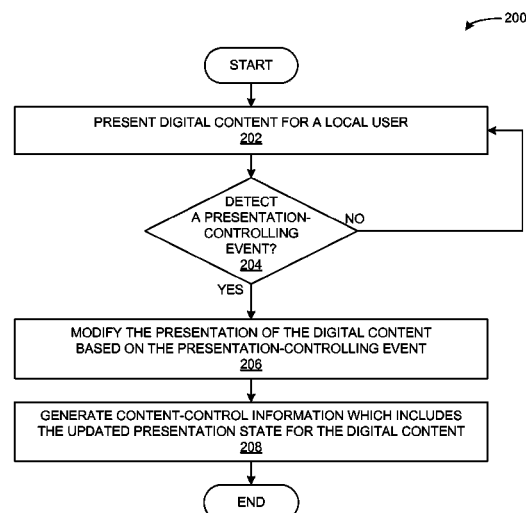 200
START
PRESENT DIGITAL CONTENT FOR A LOCAL USER
202
DETECT
A PRESENTATION-
CONTROLLING
EVENT?
204
NO
YES
MODIFY THE PRESENTATION OF THE DIGITAL CONTENT
BASED ON THE PRESENTATION-CONTROLLING EVENT
206
GENERATE CONTENT-CONTROL INFORMATION WHICH INCLUDES
THE UPDATED PRESENTATION STATE FOR THE DIGITAL CONTENT
208
END